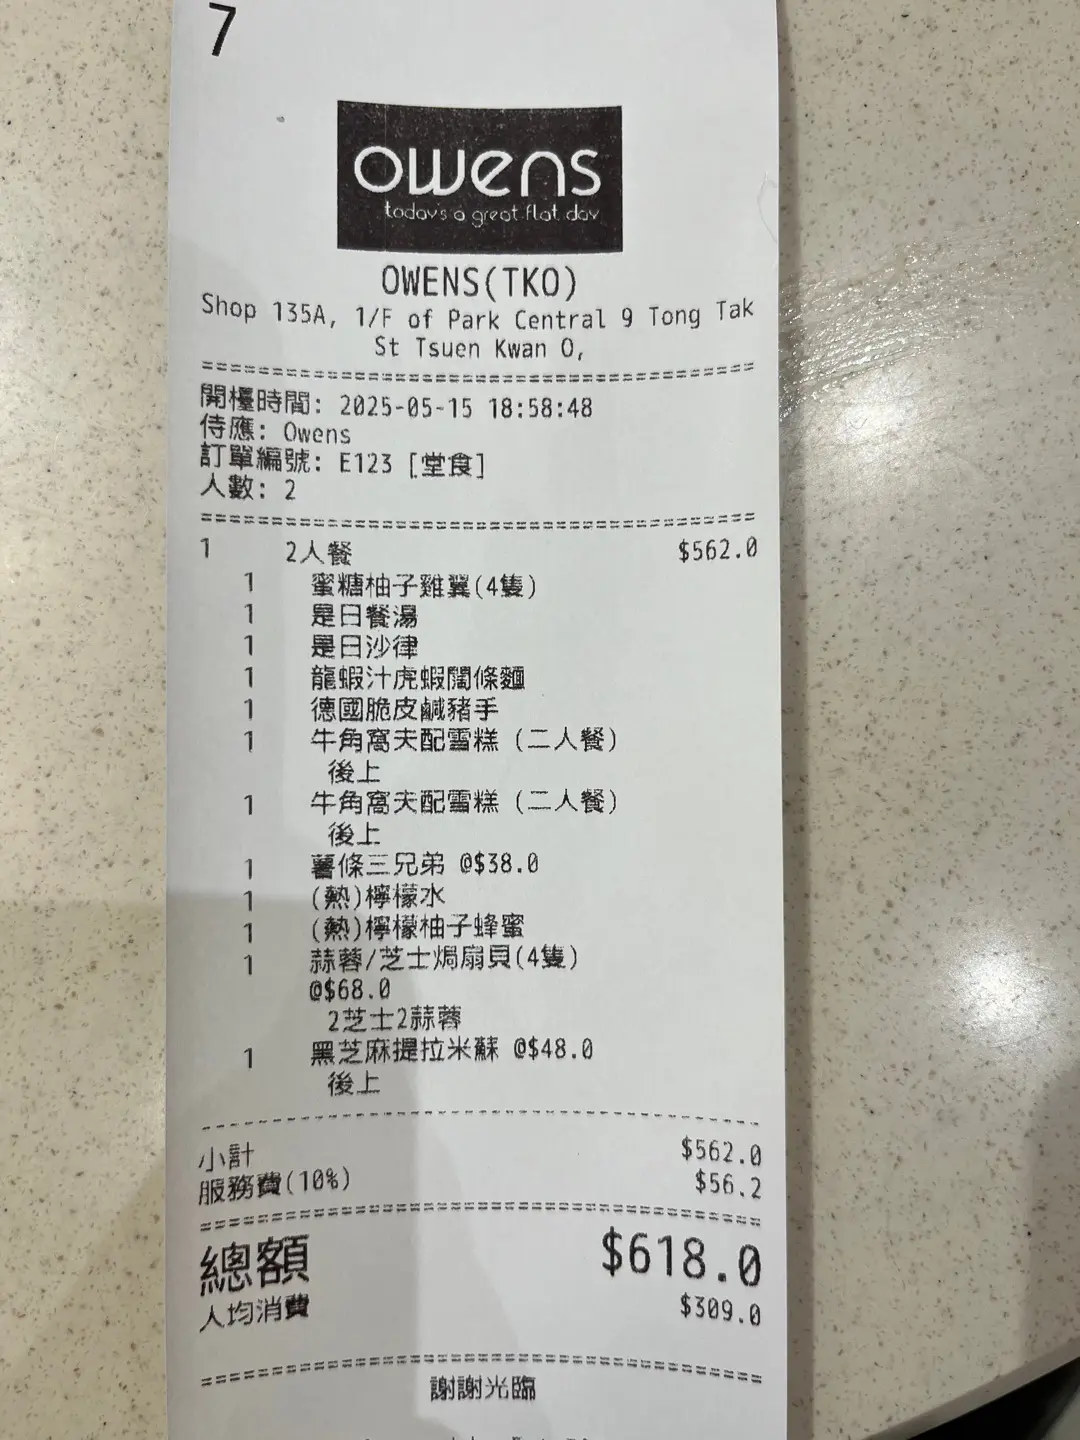 7
owens
today's a great flat day
OWENS(TKO)
Shop 135A, 1/F of Park Central 9 Tong Tak
St Tsuen Kwan O,
開檯時間: 2025-05-15 18:58:48
侍應: Owens
訂單編號: E123 [堂食]
人數: 2
1 2人餐 $562.0
1 蜜糖柚子雞翼(4隻)
1 是日餐湯
1 是日沙律
1 龍蝦汁虎蝦闊條麵
1 德國脆皮鹹豬手
1 牛角窩夫配雪糕 (二人餐)
後上
1 牛角窩夫配雪糕 (二人餐)
後上
1 薯條三兄弟 @$38.0
1 (熱)檸檬水
1 (熱)檸檬柚子蜂蜜
1 蒜蓉/芝士焗扇貝(4隻)
@$68.0
2芝士2蒜蓉
1 黑芝麻提拉米蘇 @$48.0
後上
小計 $562.0
服務費(10%) $56.2
總額 $618.0
人均消費 $309.0
謝謝光臨